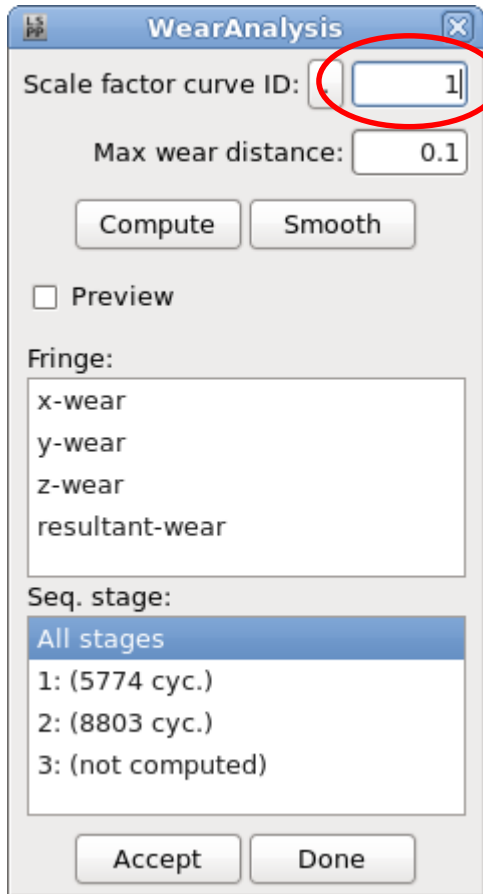 LS
PP
WearAnalysis
Scale factor curve ID: . 1
Max wear distance: 0.1
Compute Smooth
Preview
Fringe:
x-wear
y-wear
z-wear
resultant-wear
Seq. stage:
All stages
1: (5774 cyc.)
2: (8803 cyc.)
3: (not computed)
Accept Done